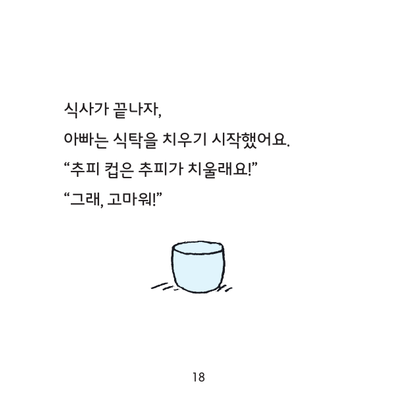 식사가 끝나자,
아빠는 식탁을 치우기 시작했어요.
“추피 컵은 추피가 치울래요!”
“그래, 고마워!”
18